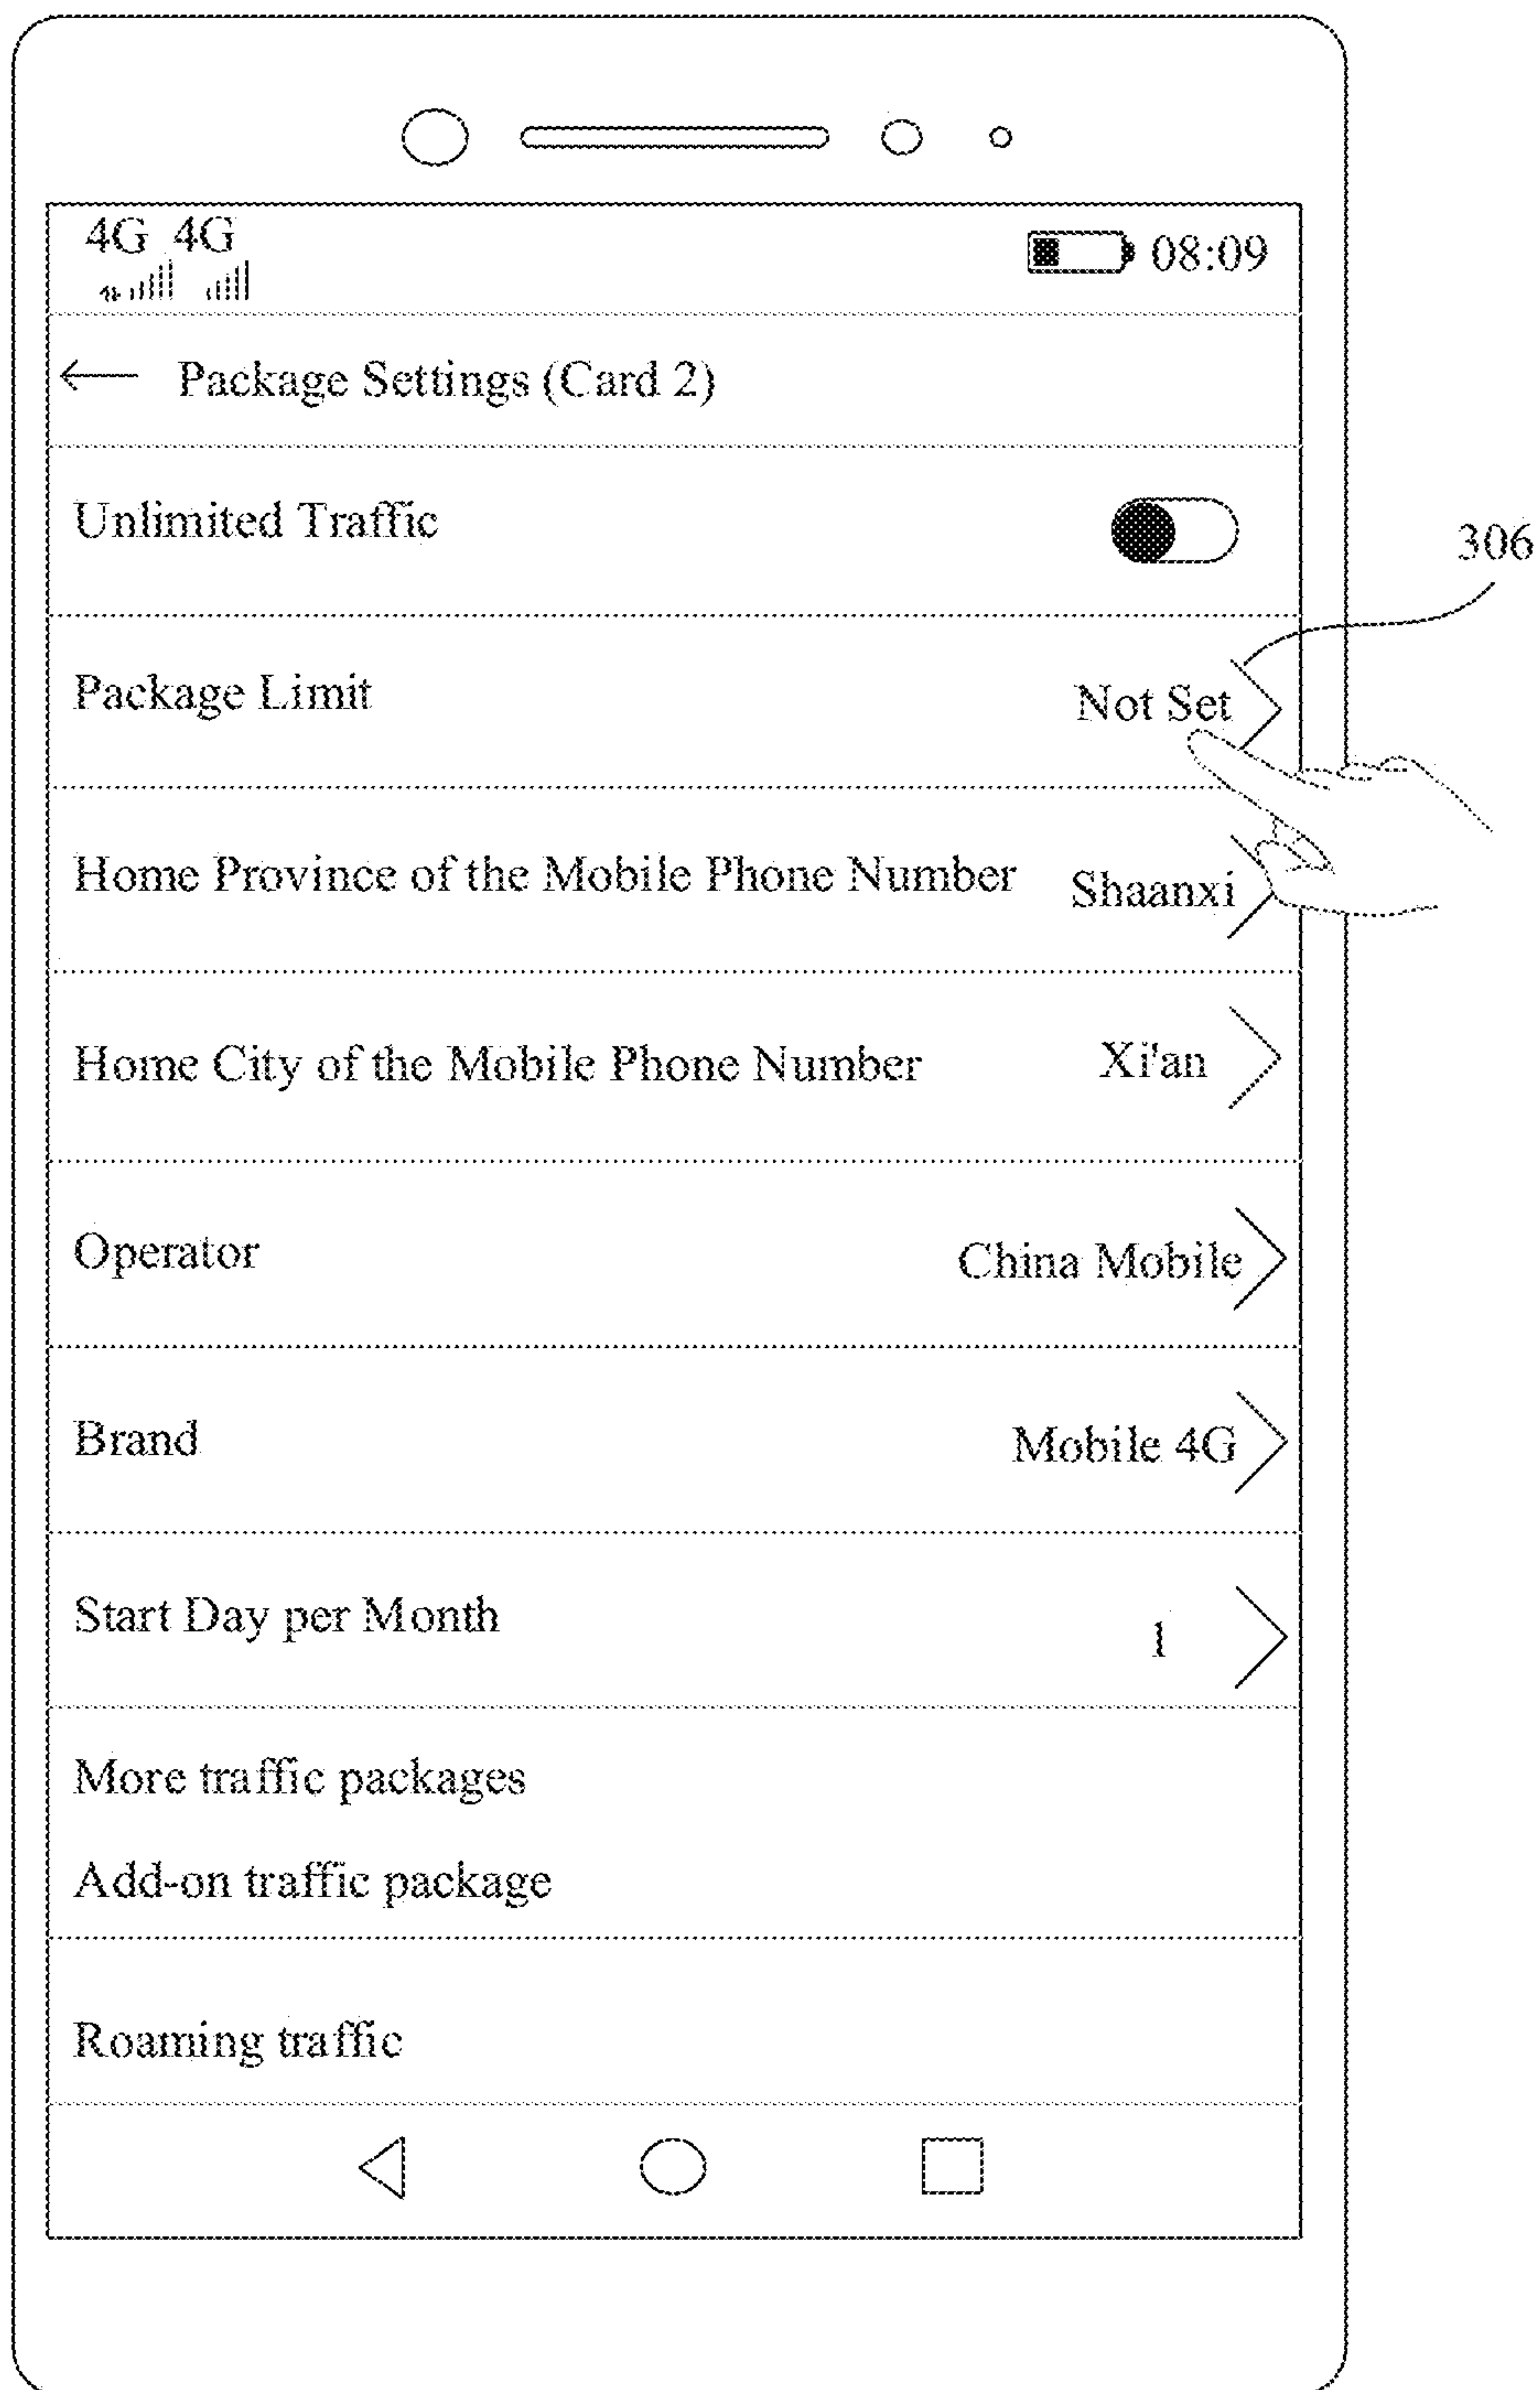 4G 4G
08:09
Package Settings (Card 2)
Unlimited Traffic
306
Package Limit
Not Set
Home Province of the Mobile Phone Number
Shaanxi
Home City of the Mobile Phone Number
Xi'an
Operator
China Mobile
Brand
Mobile 4G
Start Day per Month
1
More traffic packages
Add-on traffic package
Roaming traffic